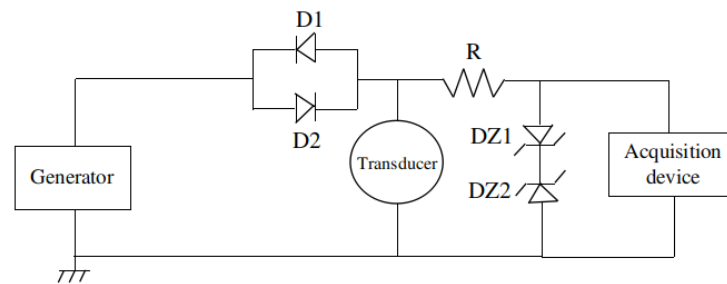 D1
R
D2
DZ1
DZ2
Generator
Transducer
Acquisition
device